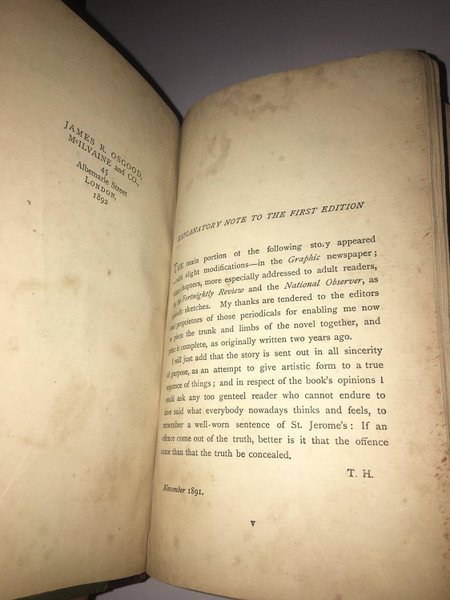 JAMES R. OSGOOD,
McILVAINE and CO.,
45
Albemarle Street
LONDON,
1892
EXPLANATORY NOTE TO THE FIRST EDITION
THE main portion of the following story appeared
—with slight modifications—in the Graphic newspaper;
other chapters, more especially addressed to adult readers,
in the Fortnightly Review and the National Observer, as
episodic sketches. My thanks are tendered to the editors
and proprietors of those periodicals for enabling me now
to piece the trunk and limbs of the novel together, and
print it complete, as originally written two years ago.
I will just add that the story is sent out in all sincerity
of purpose, as an attempt to give artistic form to a true
sequence of things; and in respect of the book's opinions I
would ask any too genteel reader who cannot endure to
have said what everybody nowadays thinks and feels, to
remember a well-worn sentence of St. Jerome's: If an
offence come out of the truth, better is it that the offence
come than that the truth be concealed.
T. H.
November 1891.
v